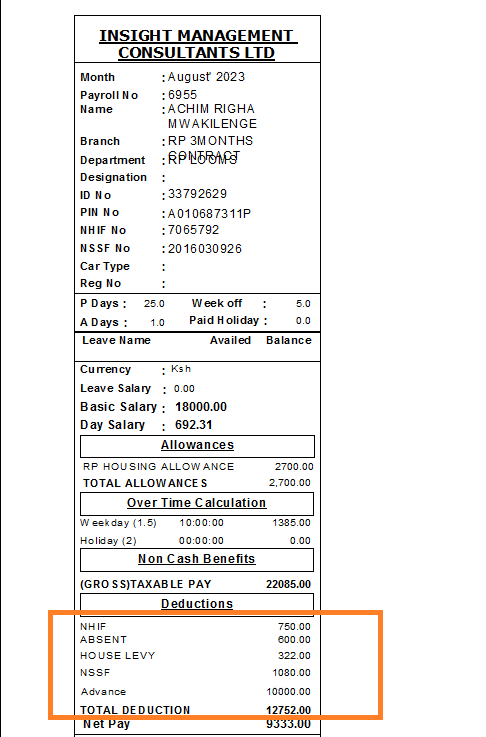 INSIGHT MANAGEMENT
CONSULTANTS LTD
Month : August' 2023
Payroll No : 6955
Name : ACHIM RIGHA
MWAKILENGE
Branch : RP 3MONTHS
CONTRACT
Department : RP LOOMS
Designation :
ID No : 33792629
PIN No : A010687311P
NHIF No : 7065792
NSSF No : 2016030926
Car Type :
Reg No :
P Days : 25.0 Week off : 5.0
A Days : 1.0 Paid Holiday : 0.0
Leave Name Availed Balance
Currency : Ksh
Leave Salary : 0.00
Basic Salary : 18000.00
Day Salary : 692.31
Allowances
RP HOUSING ALLOWANCE 2700.00
TOTAL ALLOWANCES 2,700.00
Over Time Calculation
Weekday (1.5) 10:00:00 1385.00
Holiday (2) 00:00:00 0.00
Non Cash Benefits
(GROSS)TAXABLE PAY 22085.00
Deductions
NHIF 750.00
ABSENT 600.00
HOUSE LEVY 322.00
NSSF 1080.00
Advance 10000.00
TOTAL DEDUCTION 12752.00
Net Pay 9333.00